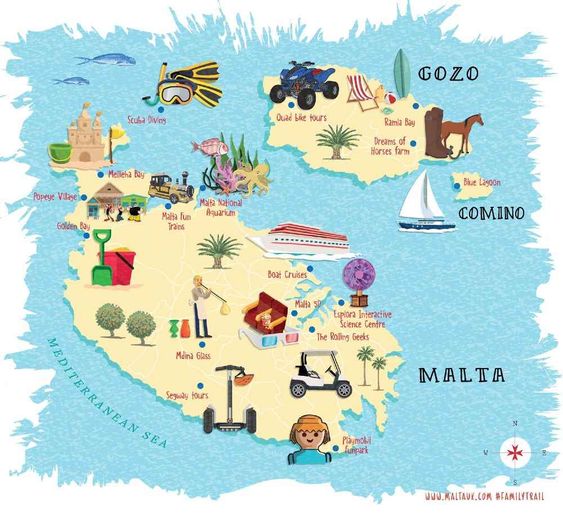 GOZO
Scuba Diving
Quad bike tours
Ramla Bay
Dreams of
Horses farm
Mellieha Bay
Blue Lagoon
Popeye Village
Malta National
Aquarium
COMINO
Malta Fun
Trains
Golden Bay
Boat Cruises
Malta 5D
Esplora Interactive
Science Centre
The Rolling Geeks
Mdina Glass
MALTA
MEDITERRANEAN SEA
Segway tours
Playmobil
Funpark
N
W
E
S
WWW.MALTAUK.COM #FAMILYTRAIL